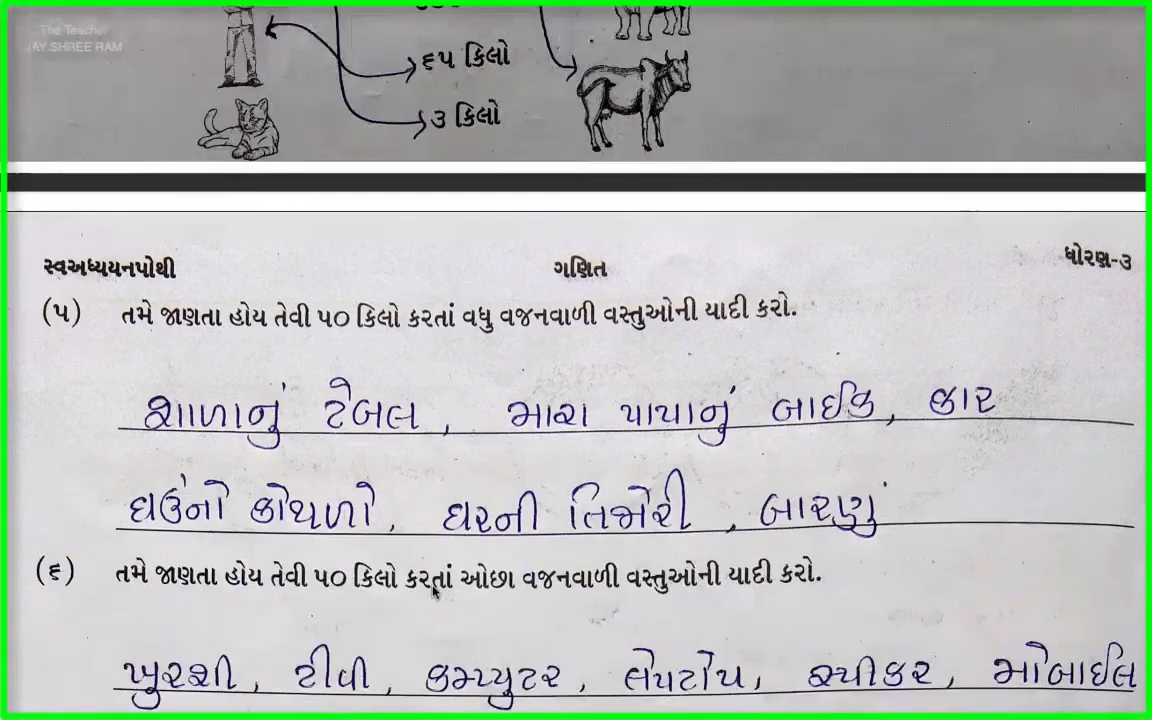 The Teacher
JAY SHREE RAM
૬૫ કિલો
૩ કિલો
સ્વઅધ્યયનપોથી ગણિત ધોરણ-૩
(૫) તમે જાણતા હોય તેવી ૫૦ કિલો કરતાં વધુ વજનવાળી વસ્તુઓની યાદી કરો.
શાળાનું ટેબલ, મારા પાપાનું બાઈક, કાર
ઘઉંનો કોથળો, ઘરની તિજોરી, બારણું
(૬) તમે જાણતા હોય તેવી ૫૦ કિલો કરતાં ઓછા વજનવાળી વસ્તુઓની યાદી કરો.
ખુરશી, ટીવી, કમ્પ્યુટર, લેપટોપ, સ્પીકર, મોબાઈલ